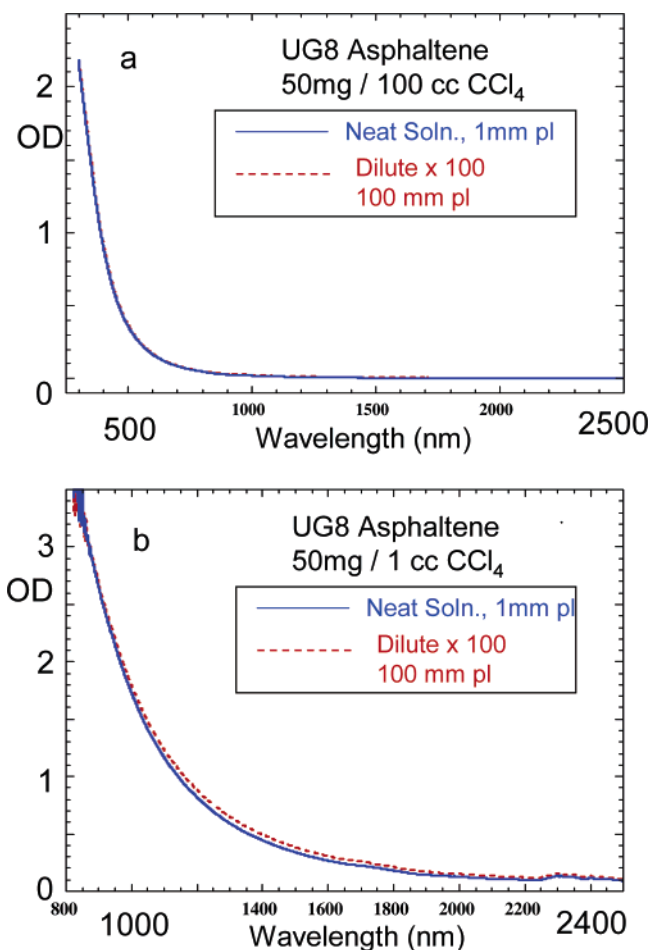 a
UG8 Asphaltene
50mg / 100 cc CCl₄
Neat Soln., 1mm pl
Dilute x 100
100 mm pl
OD
2
1
0
500
1000
1500
2000
2500
Wavelength (nm)
b
UG8 Asphaltene
50mg / 1 cc CCl₄
Neat Soln., 1mm pl
Dilute x 100
100 mm pl
3
OD
2
1
0
800
1000
1200
1400
1600
1800
2000
2200
2400
Wavelength (nm)